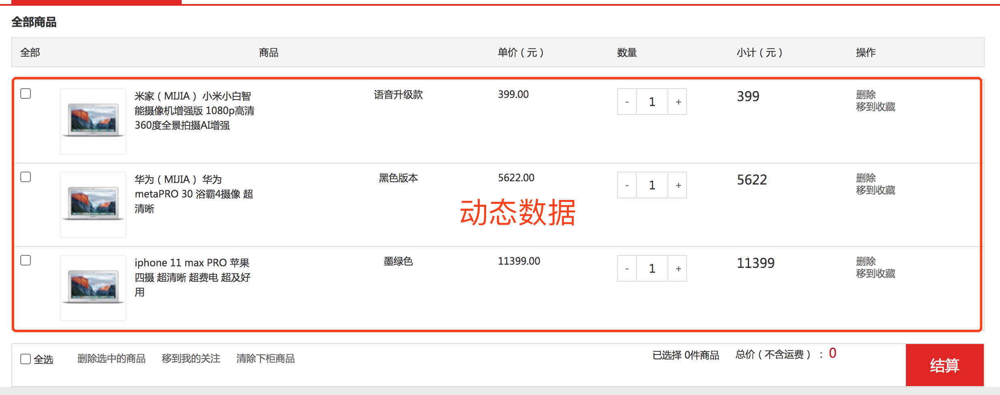 全部商品
全部 商品 单价（元） 数量 小计（元） 操作
米家（MIJIA） 小米小白智 语音升级款 399.00 - 1 + 399 删除
能摄像机增强版 1080p高清 移到收藏
360度全景拍摄AI增强
华为（MIJIA） 华为 黑色版本 5622.00 - 1 + 5622 删除
metaPRO 30 浴霸4摄像 超 移到收藏
清晰
动态数据
iphone 11 max PRO 苹果 墨绿色 11399.00 - 1 + 11399 删除
四摄 超清晰 超费电 超及好 移到收藏
用
全选 删除选中的商品 移到我的关注 清除下柜商品 已选择 0件商品 总价（不含运费）：0 结算